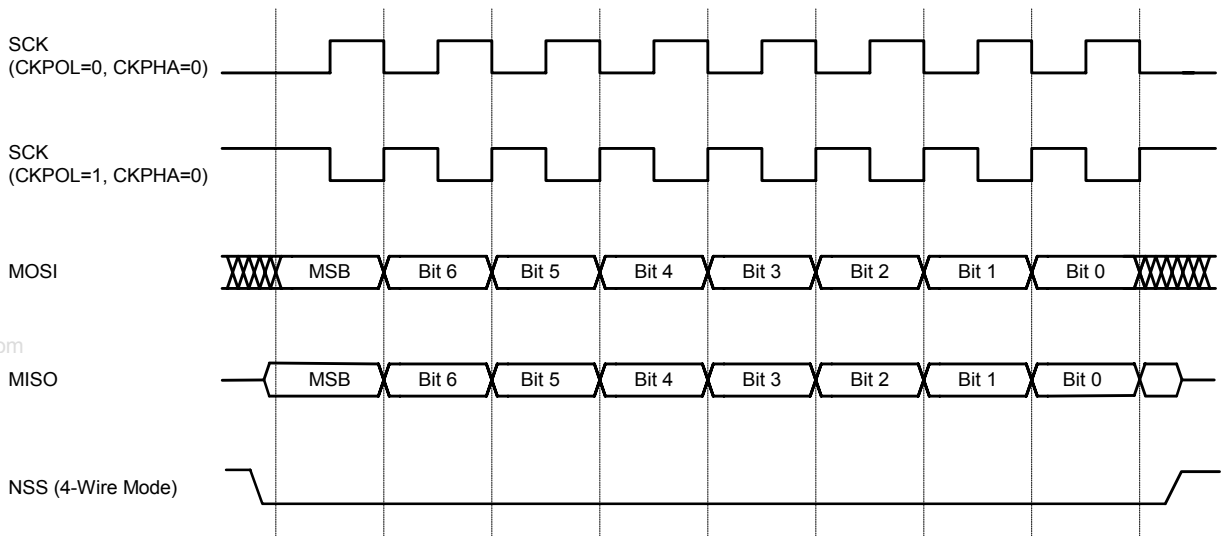 SCK
(CKPOL=0, CKPHA=0)
SCK
(CKPOL=1, CKPHA=0)
MOSI
MSB Bit 6 Bit 5 Bit 4 Bit 3 Bit 2 Bit 1 Bit 0
om
MISO
MSB Bit 6 Bit 5 Bit 4 Bit 3 Bit 2 Bit 1 Bit 0
NSS (4-Wire Mode)